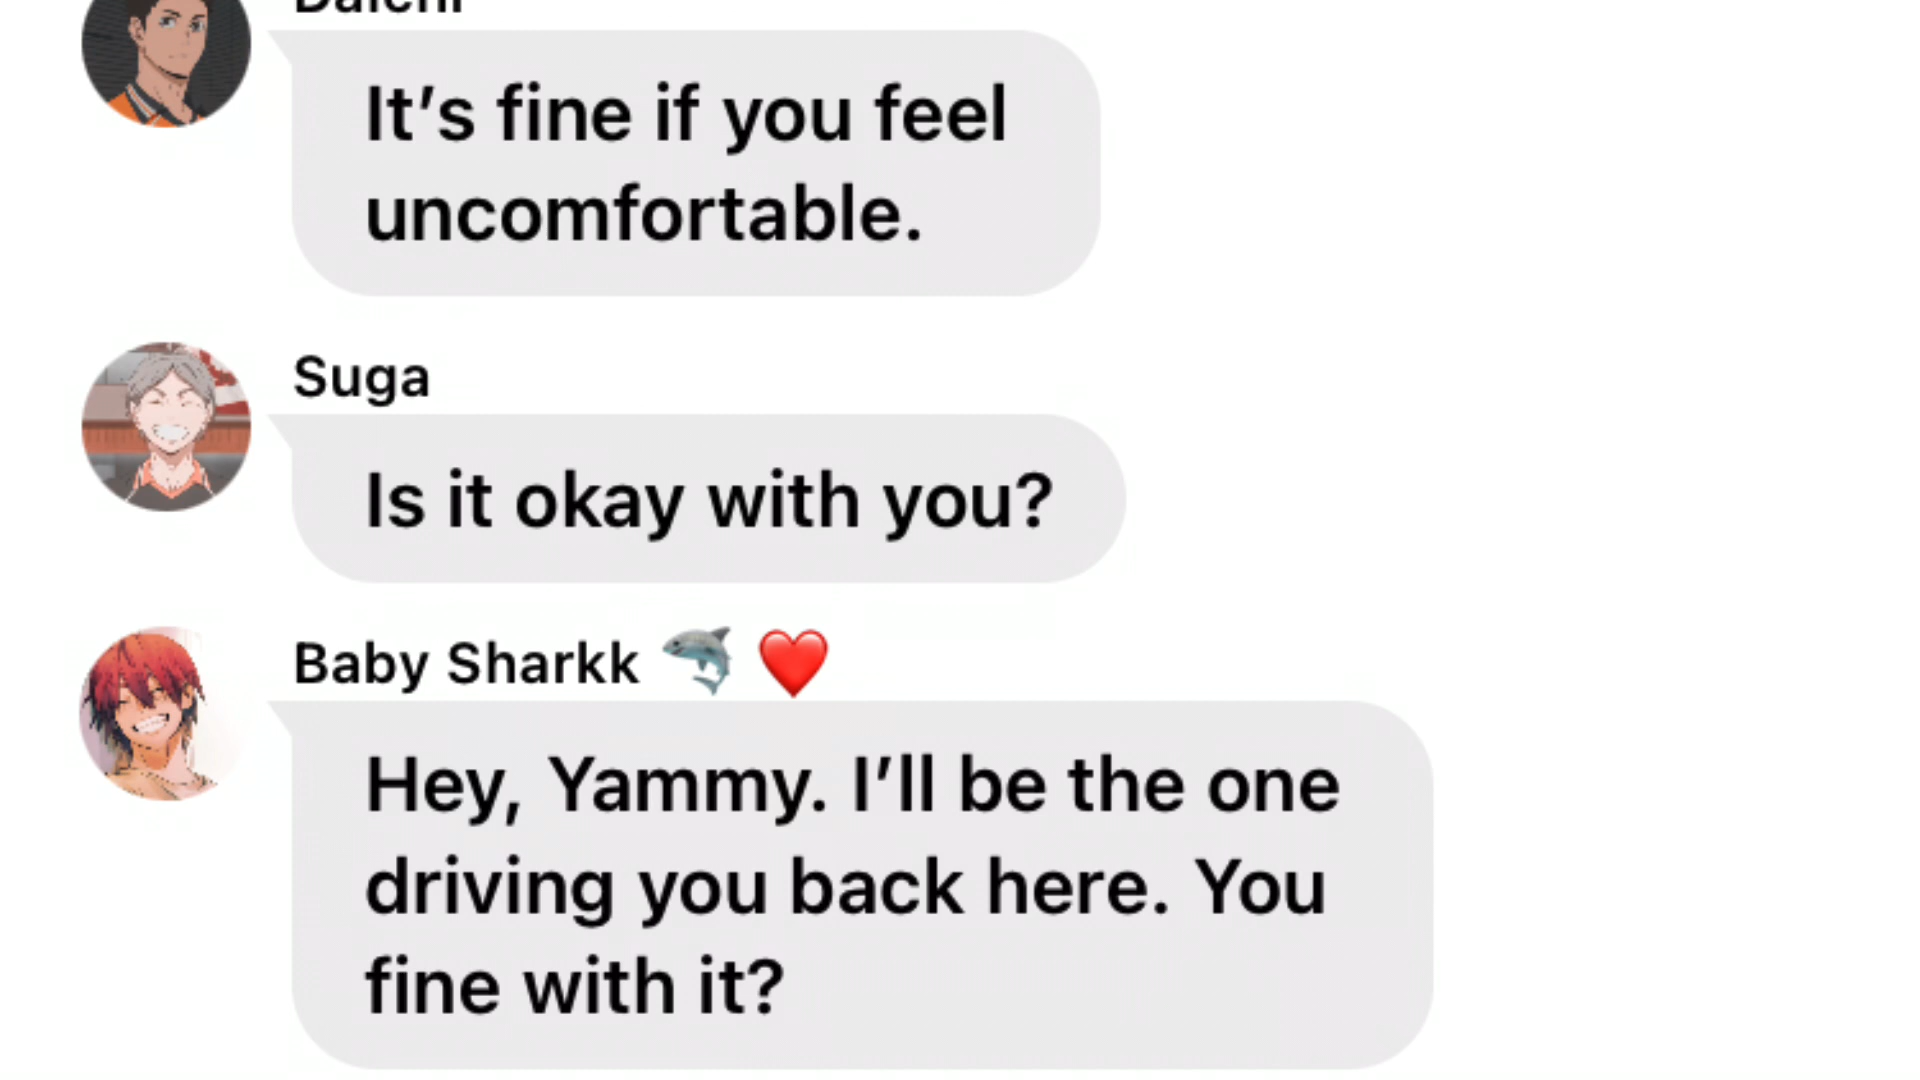 Daichi
It’s fine if you feel
uncomfortable.
Suga
Is it okay with you?
Baby Sharkk 🦈 ❤️
Hey, Yammy. I’ll be the one
driving you back here. You
fine with it?